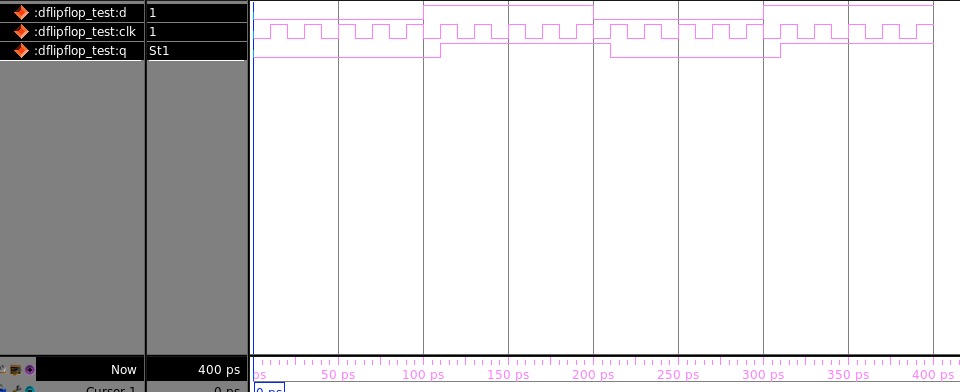 :dflipflop_test:d 1
:dflipflop_test:clk 1
:dflipflop_test:q St1
Now 400 ps
ps 50 ps 100 ps 150 ps 200 ps 250 ps 300 ps 350 ps 400 ps
Cursor 1 0 ps 0 ps